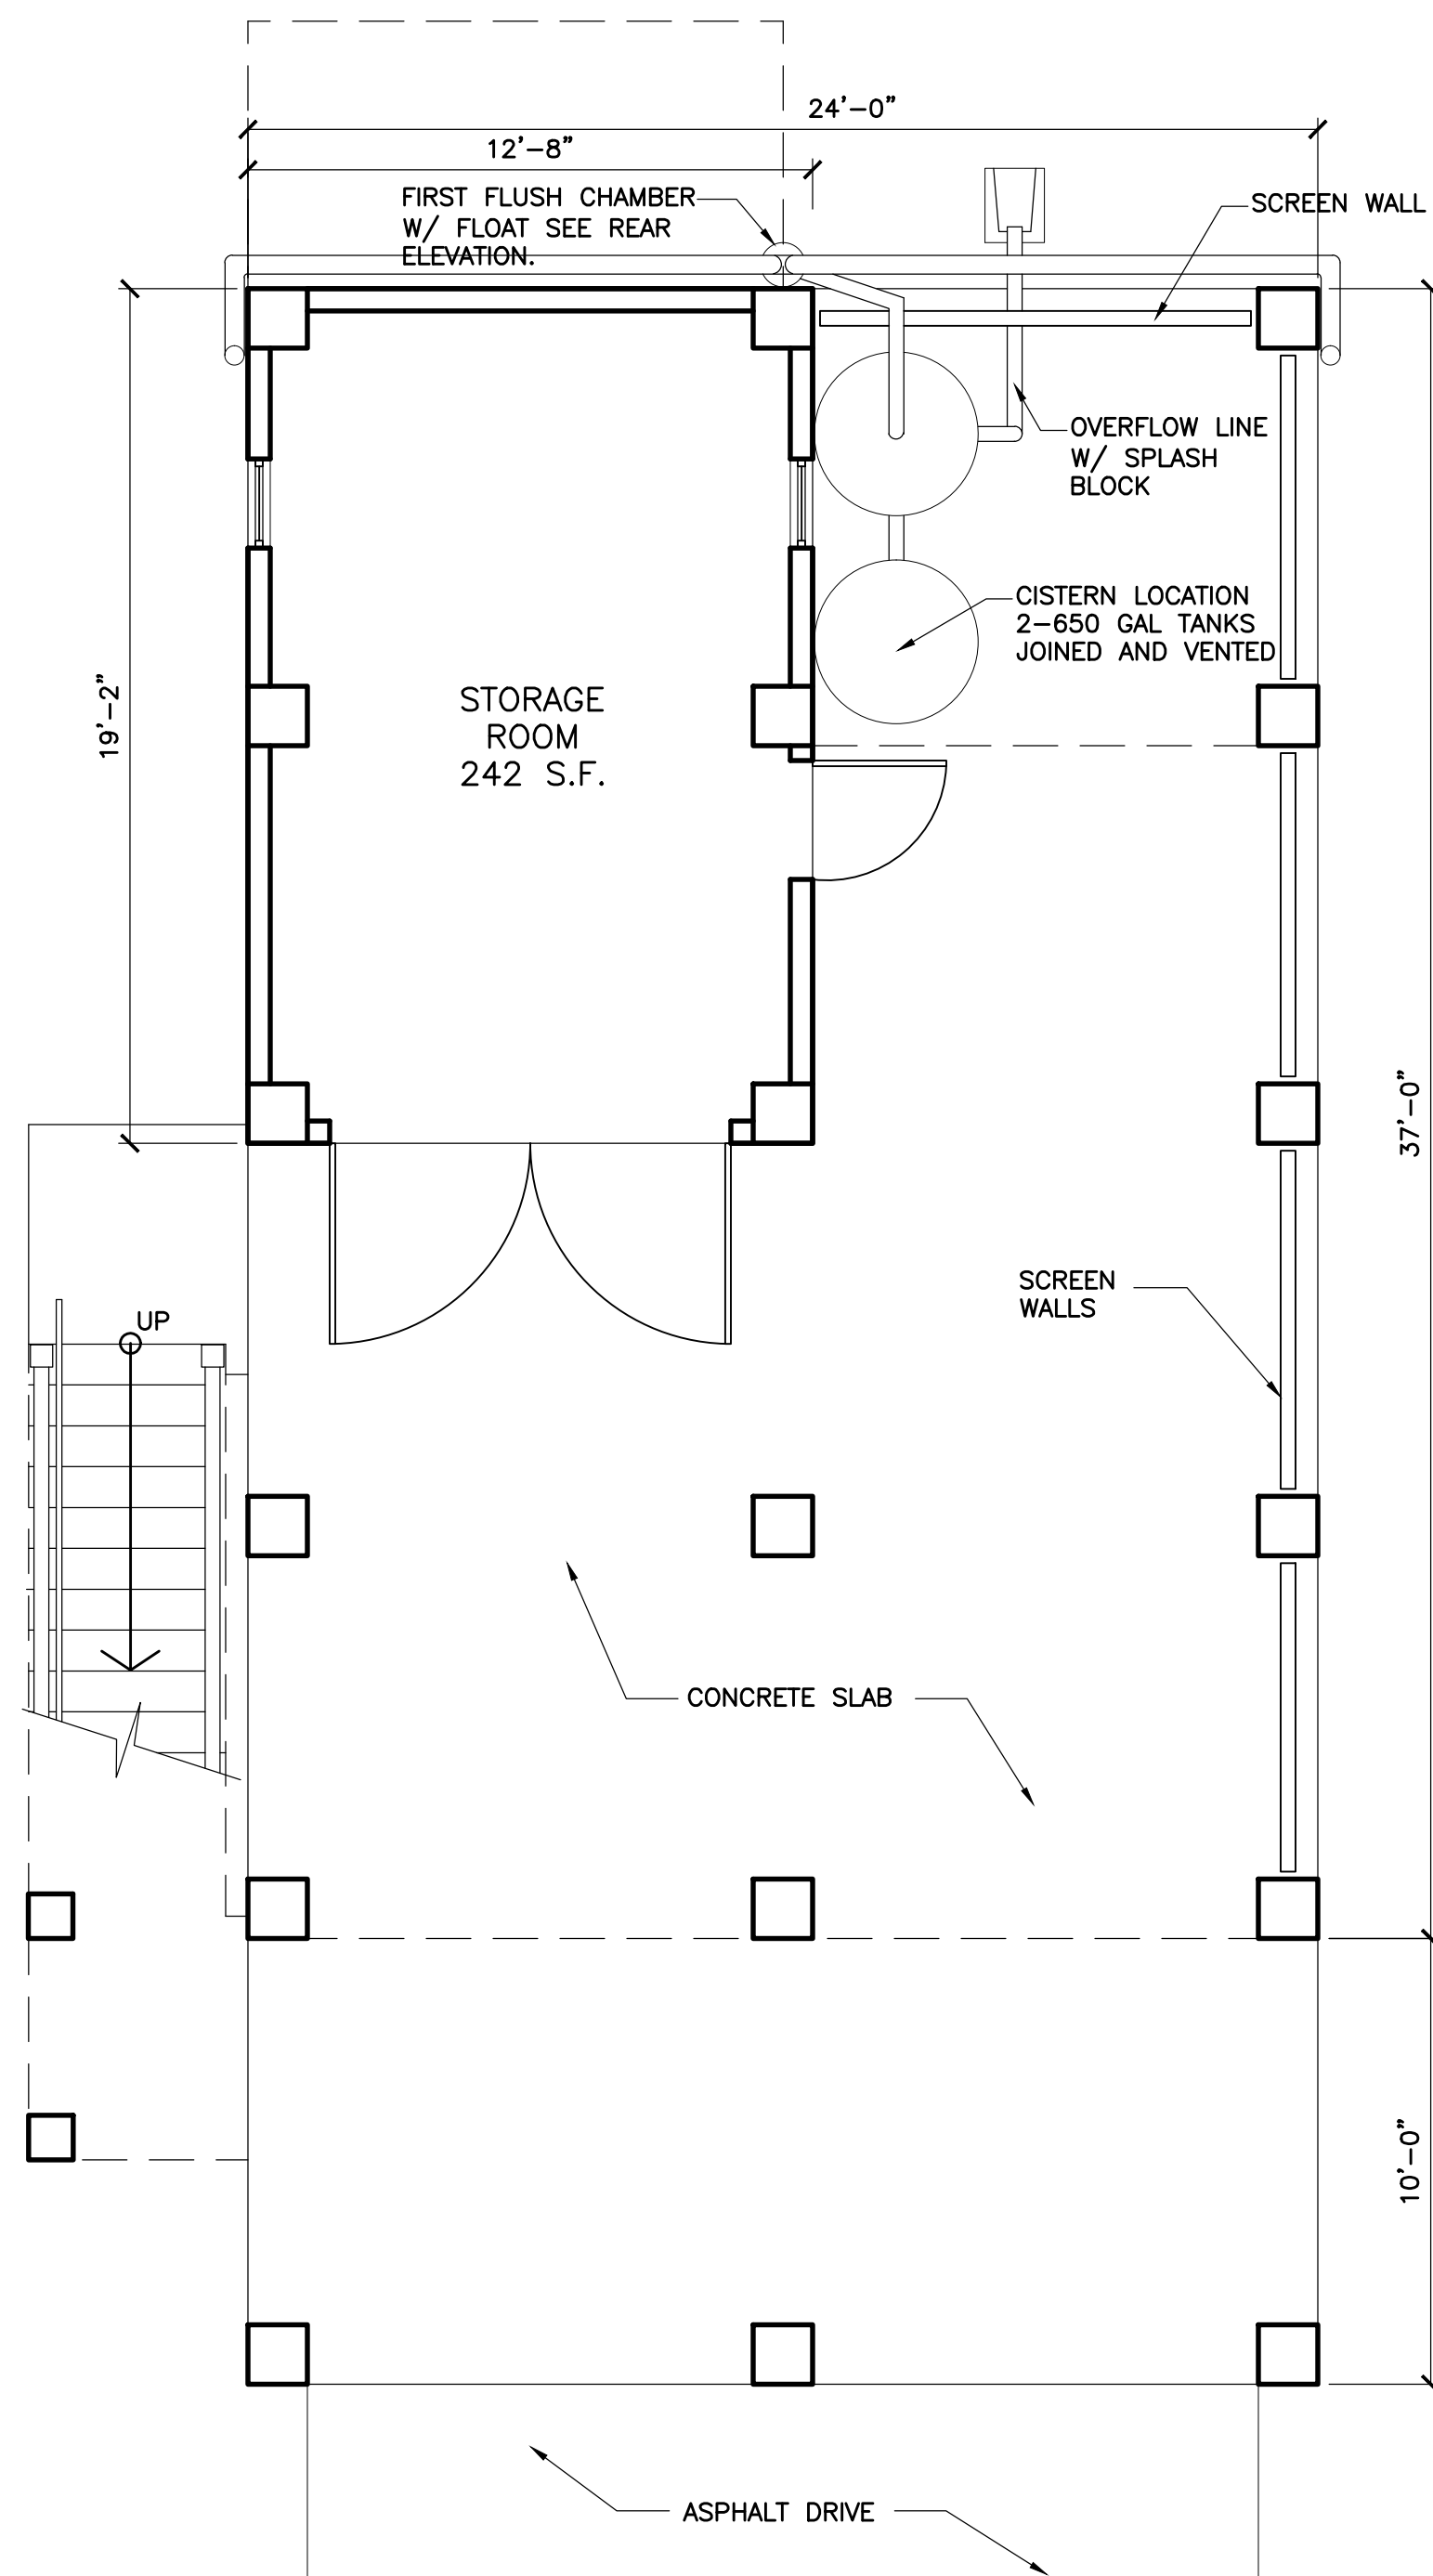 24'-0"
12'-8"
FIRST FLUSH CHAMBER
W/ FLOAT SEE REAR
ELEVATION.
SCREEN WALL
OVERFLOW LINE
W/ SPLASH
BLOCK
CISTERN LOCATION
2-650 GAL TANKS
JOINED AND VENTED
19'-2"
STORAGE
ROOM
242 S.F.
37'-0"
SCREEN
WALLS
UP
CONCRETE SLAB
10'-0"
ASPHALT DRIVE